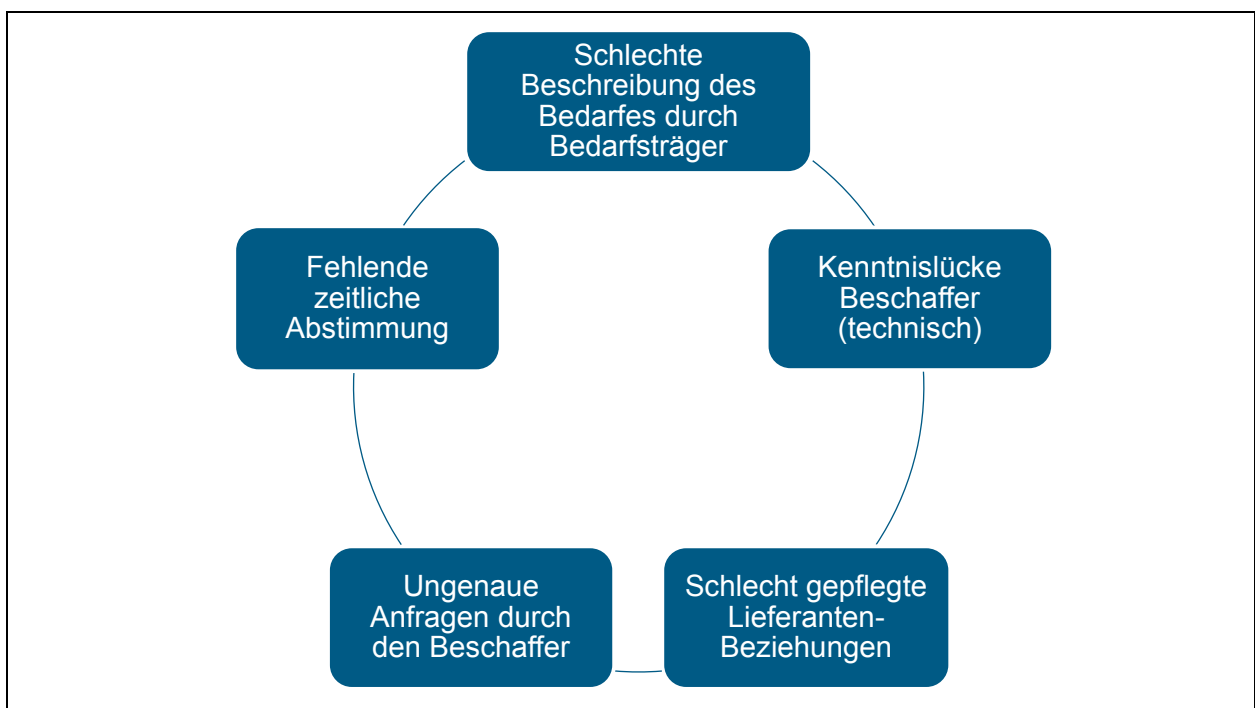 Schlechte
Beschreibung des
Bedarfes durch
Bedarfsträger
Kenntnislücke
Beschaffer
(technisch)
Schlecht gepflegte
Lieferanten-
Beziehungen
Ungenaue
Anfragen durch
den Beschaffer
Fehlende
zeitliche
Abstimmung